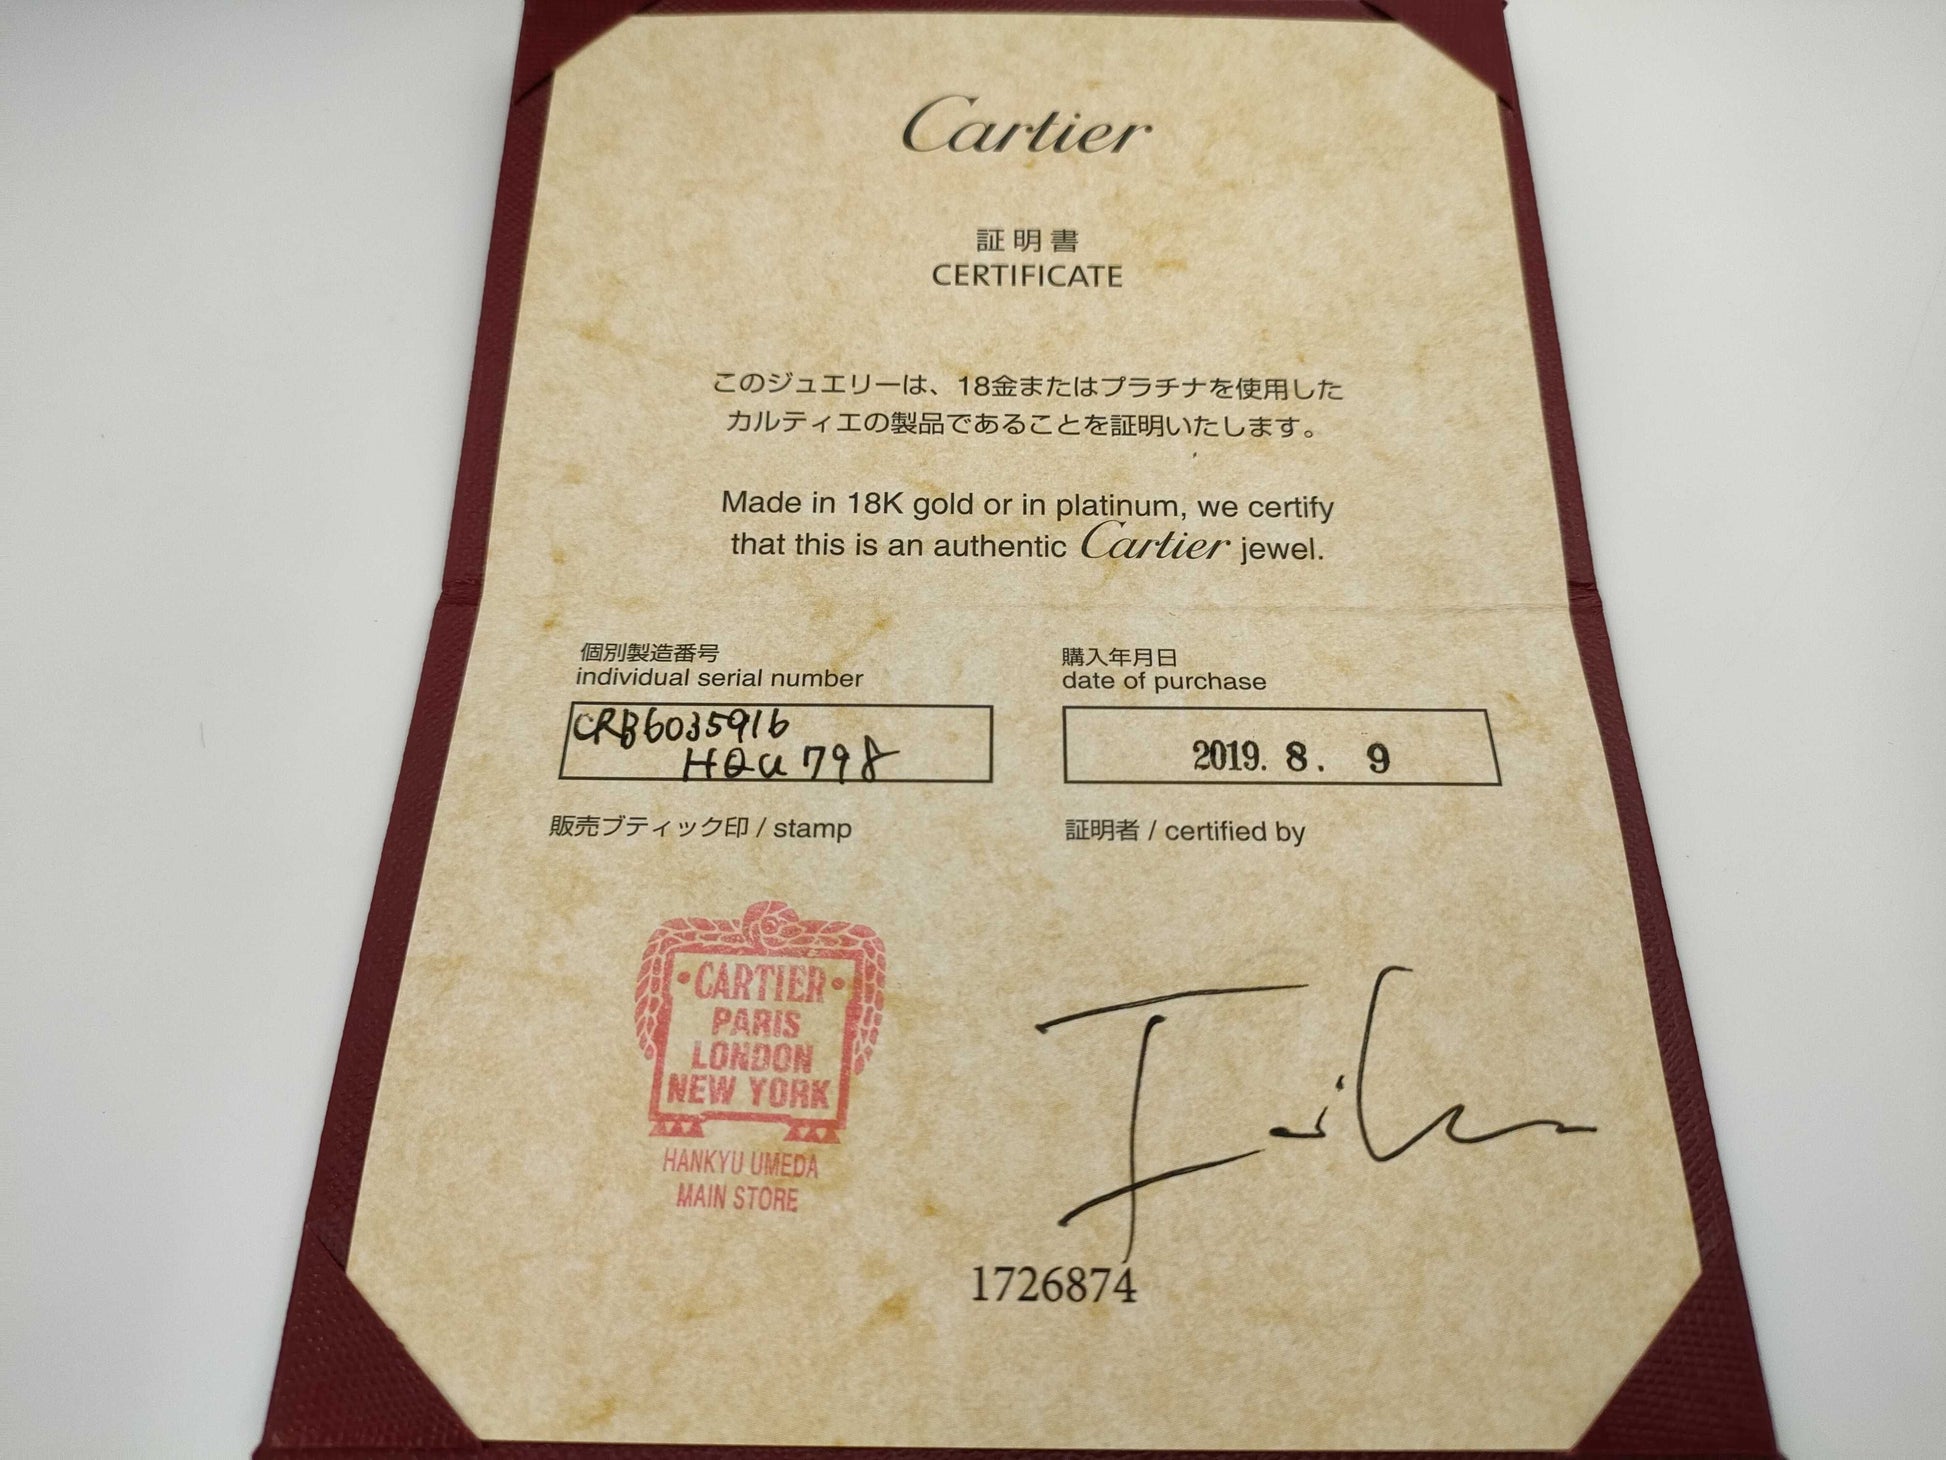 Cartier
証明書
CERTIFICATE
このジュエリーは、18金またはプラチナを使用した
カルティエの製品であることを証明いたします。
Made in 18K gold or in platinum, we certify
that this is an authentic Cartier jewel.
個別製造番号
individual serial number
CRB6035916
HQU798
購入年月日
date of purchase
2019. 8. 9
販売ブティック印 / stamp
証明者 / certified by
CARTIER
PARIS
LONDON
NEW YORK
HANKYU UMEDA
MAIN STORE
1726874